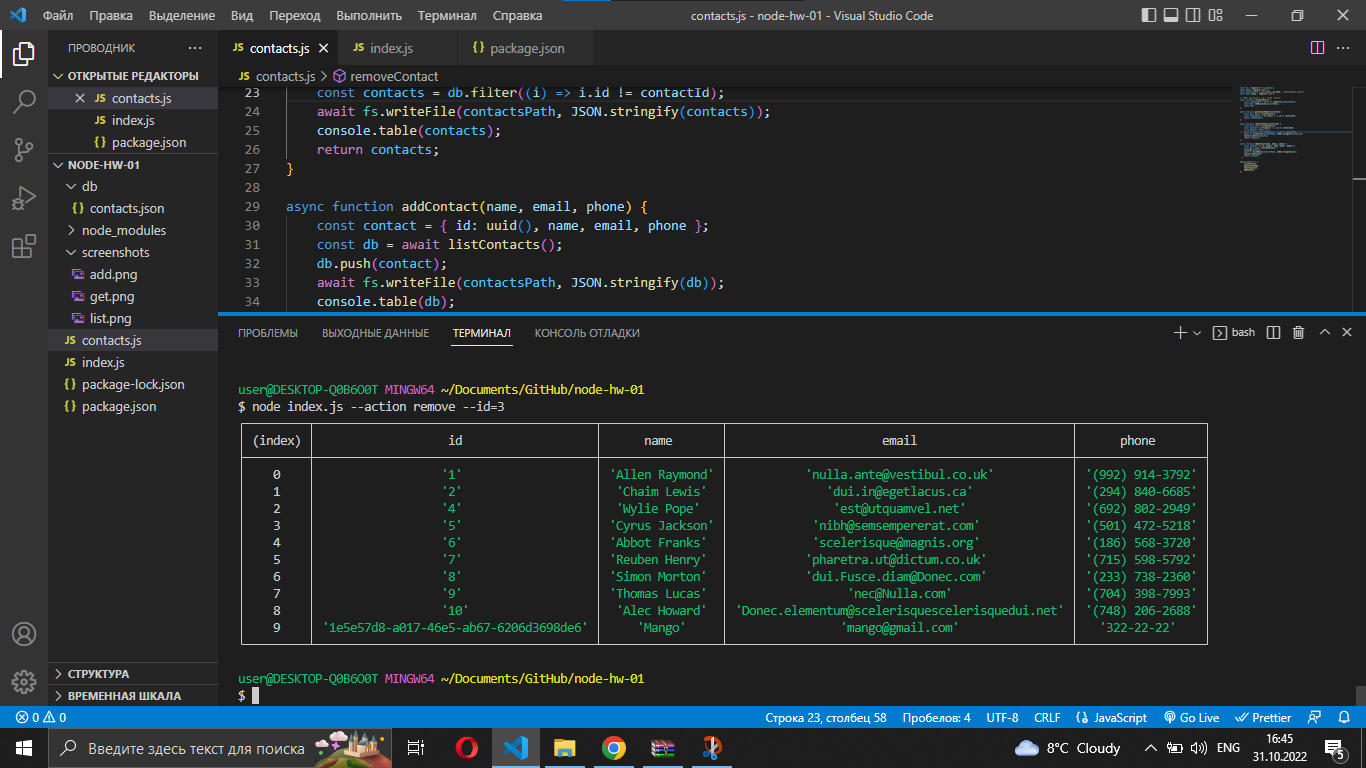 Файл Правка Выделение Вид Переход Выполнить Терминал Справка contacts.js - node-hw-01 - Visual Studio Code
ПРОВОДНИК
ОТКРЫТЫЕ РЕДАКТОРЫ
JS contacts.js
JS index.js
{} package.json
NODE-HW-01
db
{} contacts.json
node_modules
screenshots
add.png
get.png
list.png
JS contacts.js
JS index.js
{} package-lock.json
{} package.json
СТРУКТУРА
ВРЕМЕННАЯ ШКАЛА
JS contacts.js JS index.js {} package.json
JS contacts.js > removeContact
23 const contacts = db.filter((i) => i.id != contactId);
24 await fs.writeFile(contactsPath, JSON.stringify(contacts));
25 console.table(contacts);
26 return contacts;
27 }
28
29 async function addContact(name, email, phone) {
30 const contact = { id: uuid(), name, email, phone };
31 const db = await listContacts();
32 db.push(contact);
33 await fs.writeFile(contactsPath, JSON.stringify(db));
34 console.table(db);
ПРОБЛЕМЫ ВЫХОДНЫЕ ДАННЫЕ ТЕРМИНАЛ КОНСОЛЬ ОТЛАДКИ bash
user@DESKTOP-Q0B6O0T MINGW64 ~/Documents/GitHub/node-hw-01
$ node index.js --action remove --id=3
(index) id name email phone
0 '1' 'Allen Raymond' 'nulla.ante@vestibul.co.uk' '(992) 914-3792'
1 '2' 'Chaim Lewis' 'dui.in@egetlacus.ca' '(294) 840-6685'
2 '4' 'Wylie Pope' 'est@utquamvel.net' '(692) 802-2949'
3 '5' 'Cyrus Jackson' 'nibh@semsempererat.com' '(501) 472-5218'
4 '6' 'Abbot Franks' 'scelerisque@magnis.org' '(186) 568-3720'
5 '7' 'Reuben Henry' 'pharetra.ut@dictum.co.uk' '(715) 598-5792'
6 '8' 'Simon Morton' 'dui.Fusce.diam@Donec.com' '(233) 738-2360'
7 '9' 'Thomas Lucas' 'nec@Nulla.com' '(704) 398-7993'
8 '10' 'Alec Howard' 'Donec.elementum@scelerisquescelerisquedui.net' '(748) 206-2688'
9 '1e5e57d8-a017-46e5-ab67-6206d3698de6' 'Mango' 'mango@gmail.com' '322-22-22'
user@DESKTOP-Q0B6O0T MINGW64 ~/Documents/GitHub/node-hw-01
$
0 0 Строка 23, столбец 58 Пробелов: 4 UTF-8 CRLF {} JavaScript Go Live Prettier
Введите здесь текст для поиска 8°C Cloudy ENG 16:45
31.10.2022 5